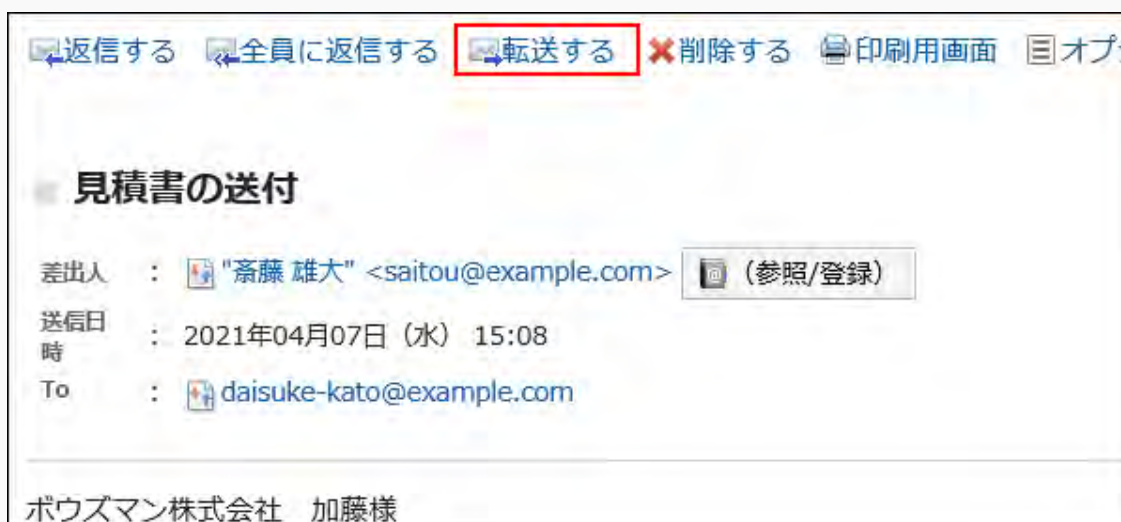 返信する 全員に返信する 転送する 削除する 印刷用画面 オプ
見積書の送付
差出人 : "斎藤 雄大" <saitou@example.com> (参照/登録)
送信日時 : 2021年04月07日（水） 15:08
To : daisuke-kato@example.com
ボウズマン株式会社　加藤様